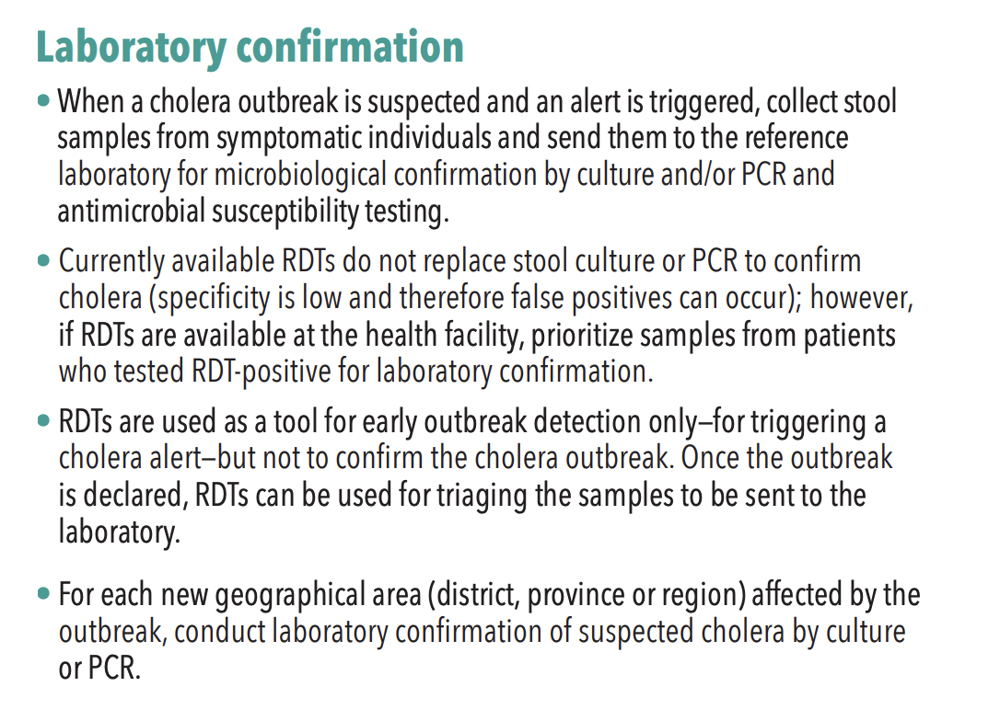 Laboratory confirmation
• When a cholera outbreak is suspected and an alert is triggered, collect stool
samples from symptomatic individuals and send them to the reference
laboratory for microbiological confirmation by culture and/or PCR and
antimicrobial susceptibility testing.
• Currently available RDTs do not replace stool culture or PCR to confirm
cholera (specificity is low and therefore false positives can occur); however,
if RDTs are available at the health facility, prioritize samples from patients
who tested RDT-positive for laboratory confirmation.
• RDTs are used as a tool for early outbreak detection only—for triggering a
cholera alert—but not to confirm the cholera outbreak. Once the outbreak
is declared, RDTs can be used for triaging the samples to be sent to the
laboratory.
• For each new geographical area (district, province or region) affected by the
outbreak, conduct laboratory confirmation of suspected cholera by culture
or PCR.